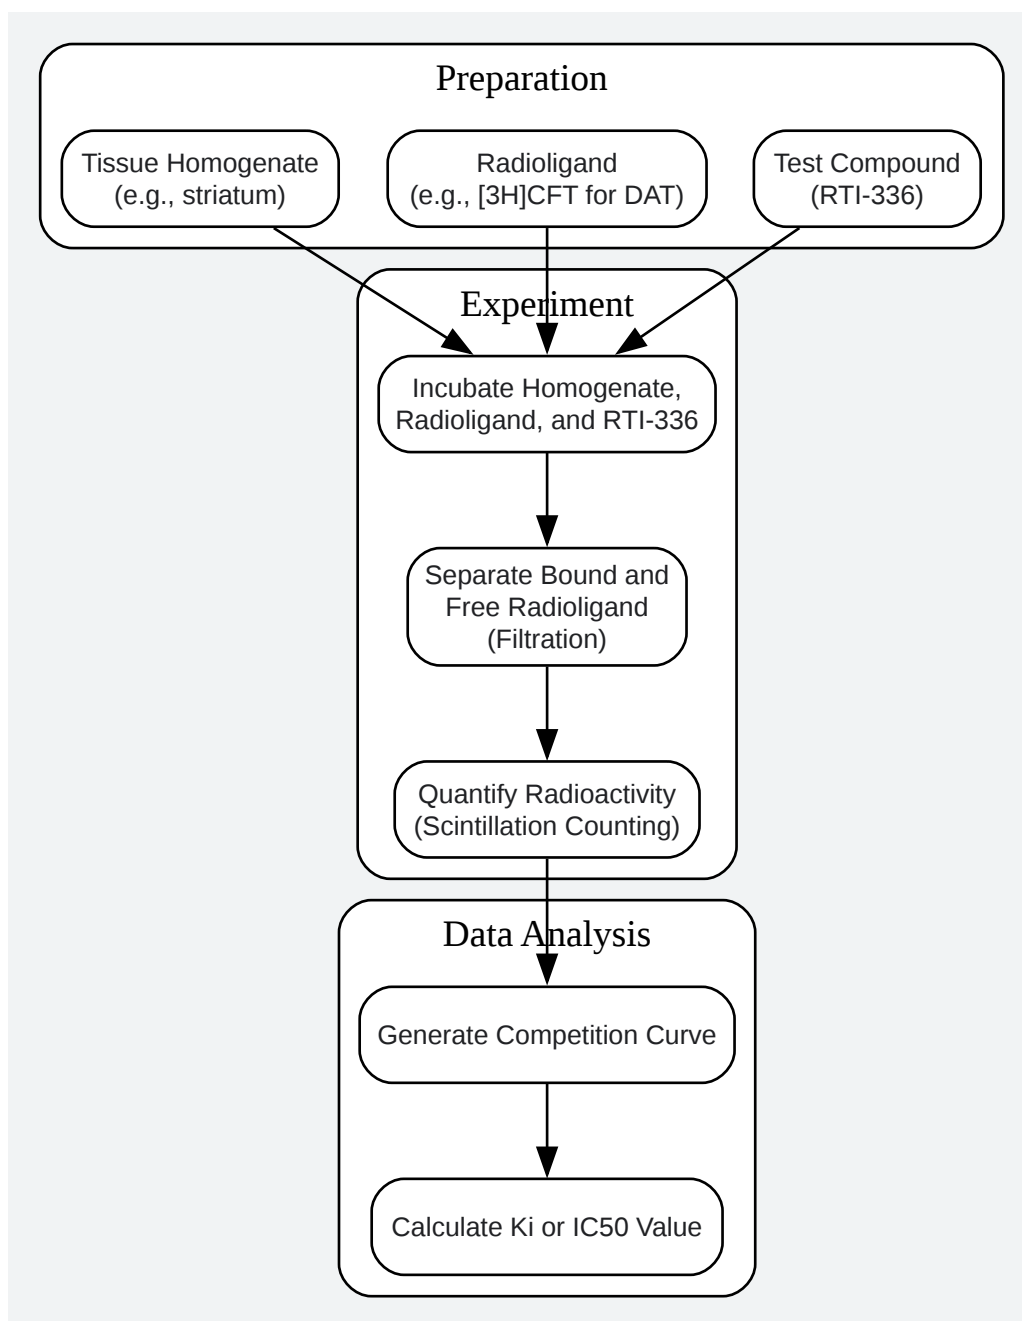 Preparation
Tissue Homogenate
(e.g., striatum)
Radioligand
(e.g., [3H]CFT for DAT)
Test Compound
(RTI-336)
Experiment
Incubate Homogenate,
Radioligand, and RTI-336
Separate Bound and
Free Radioligand
(Filtration)
Quantify Radioactivity
(Scintillation Counting)
Data Analysis
Generate Competition Curve
Calculate Ki or IC50 Value